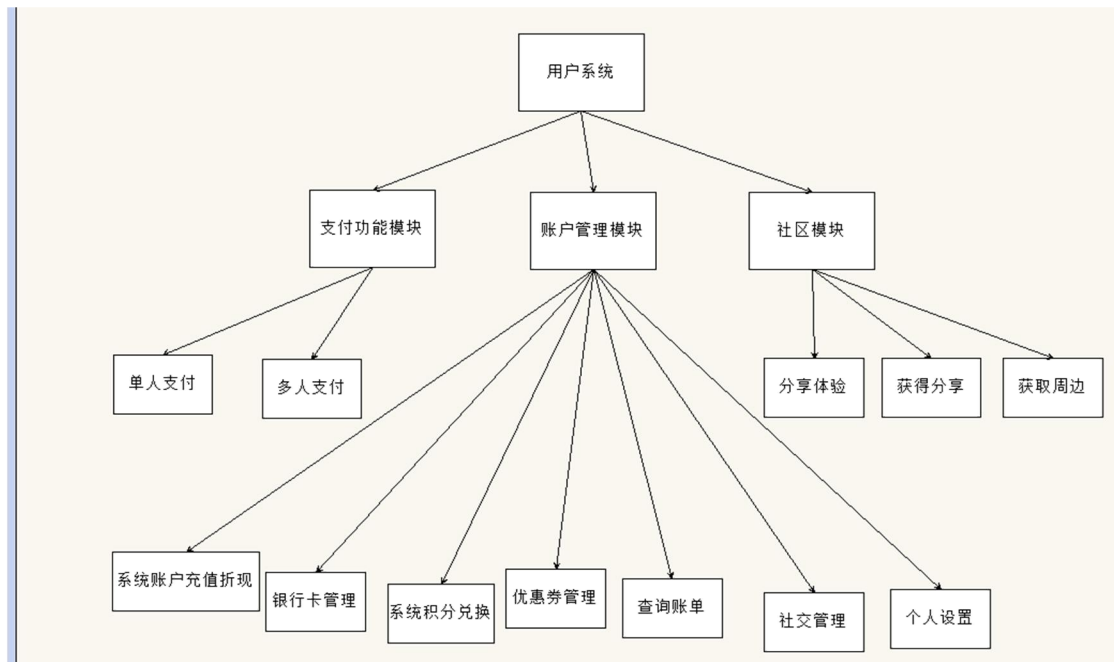 用户系统
支付功能模块
账户管理模块
社区模块
单人支付
多人支付
分享体验
获得分享
获取周边
系统账户充值折现
银行卡管理
系统积分兑换
优惠券管理
查询账单
社交管理
个人设置